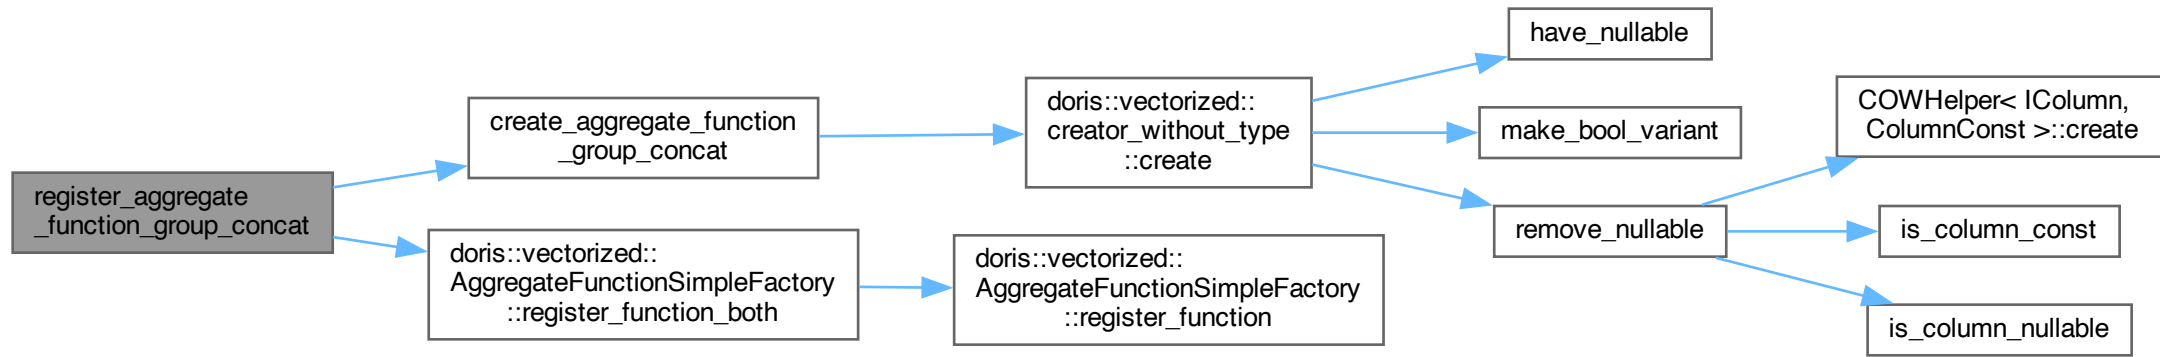 register_aggregate
_function_group_concat
create_aggregate_function
_group_concat
doris::vectorized::
AggregateFunctionSimpleFactory
::register_function_both
doris::vectorized::
creator_without_type
::create
doris::vectorized::
AggregateFunctionSimpleFactory
::register_function
have_nullable
make_bool_variant
remove_nullable
COWHelper< IColumn,
ColumnConst >::create
is_column_const
is_column_nullable